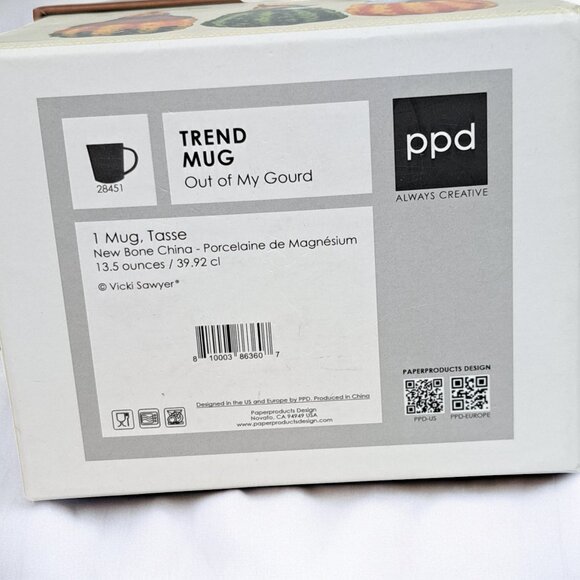 28451
TREND
MUG
Out of My Gourd
ppd
ALWAYS CREATIVE
1 Mug, Tasse
New Bone China - Porcelaine de Magnésium
13.5 ounces / 39.92 cl
© Vicki Sawyer®
8 10003 86360 7
Designed in the US and Europe by PPD. Produced in China
Paperproducts Design
Novato, CA 94949 USA
www.paperproductsdesign.com
PAPERPRODUCTS DESIGN
PPD-US PPD-EUROPE